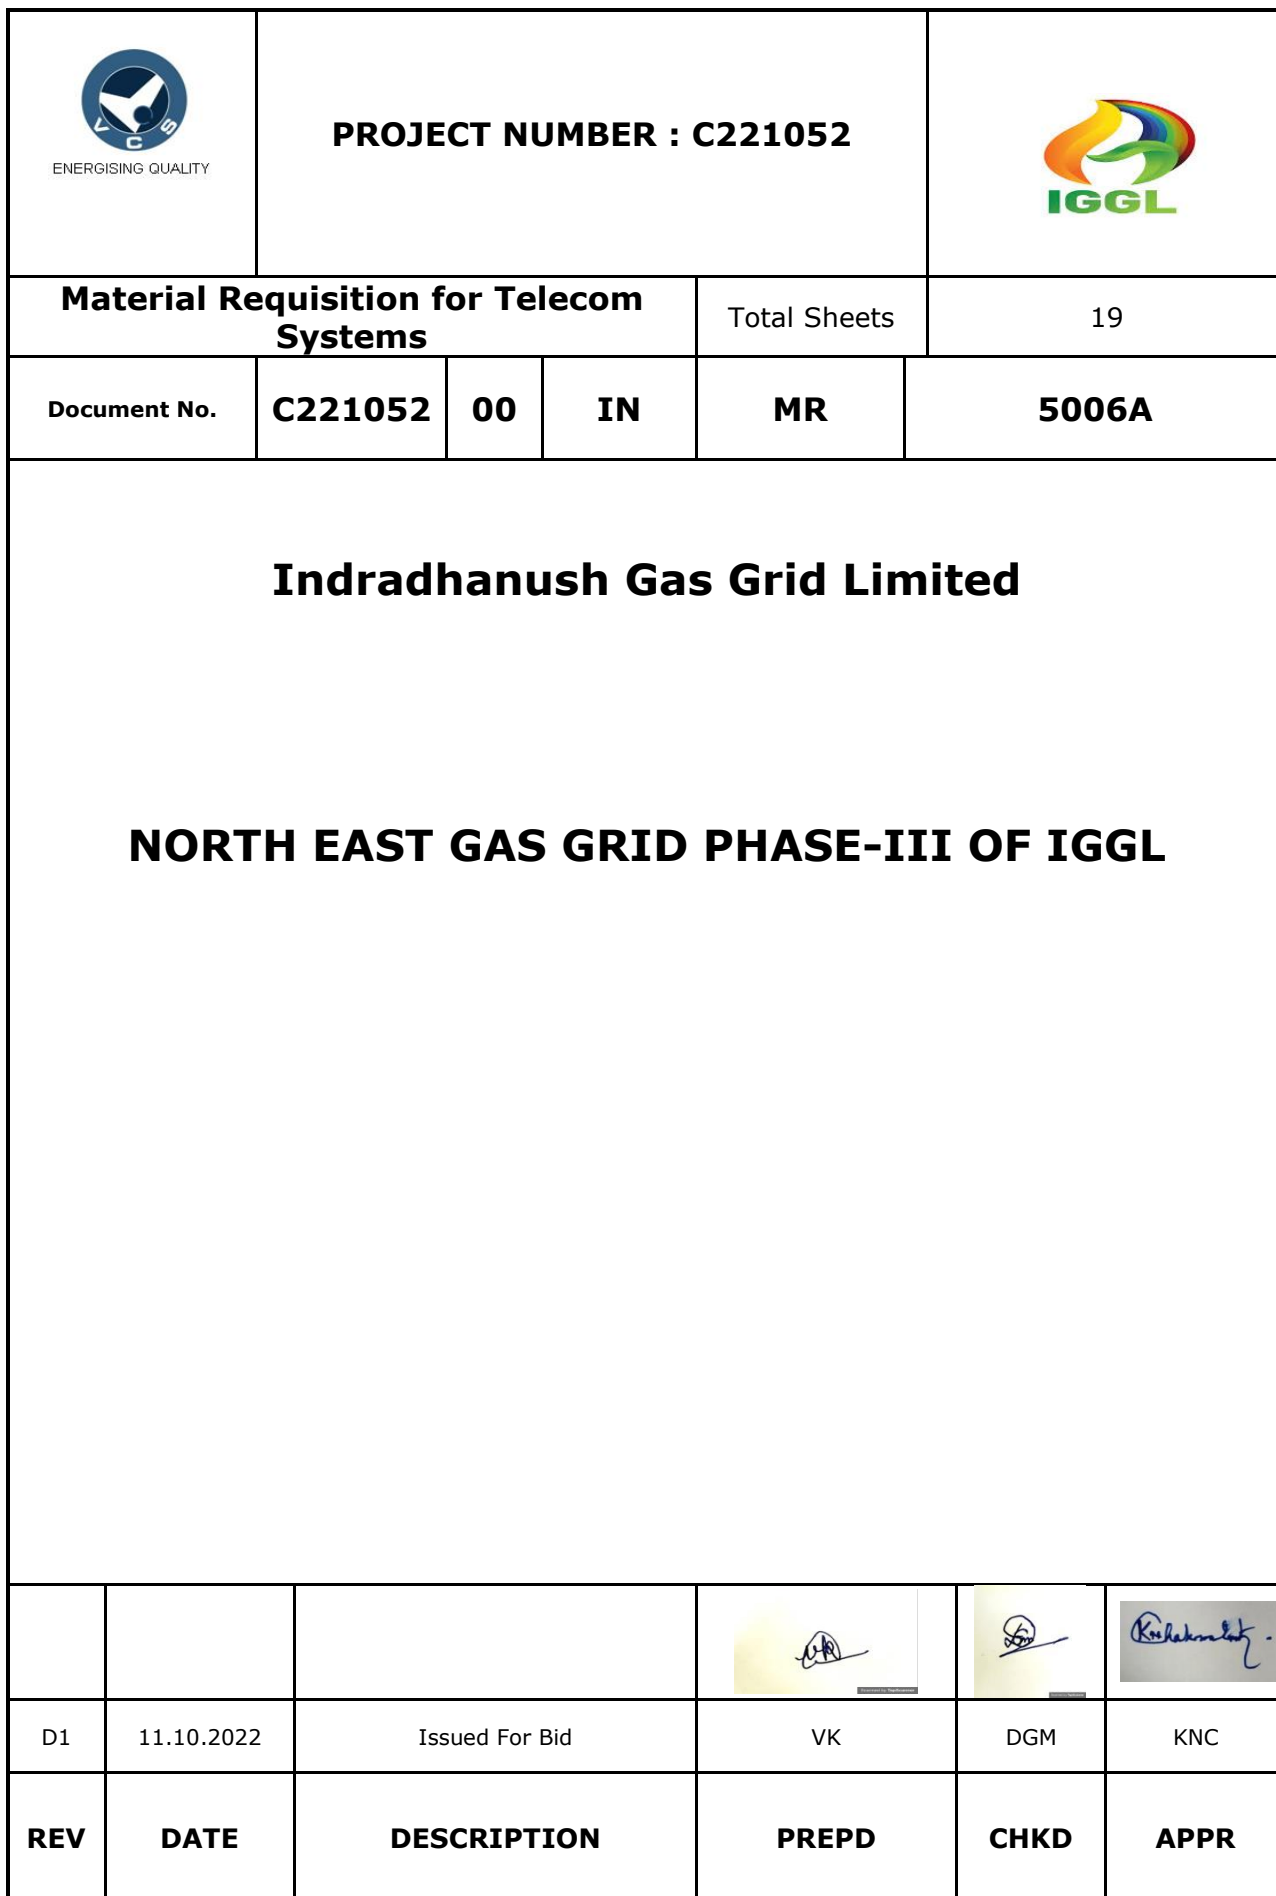 VCS
ENERGISING QUALITY
PROJECT NUMBER : C221052
IGGL
Material Requisition for Telecom
Systems
Total Sheets
19
Document No.
C221052
00
IN
MR
5006A
Indradhanush Gas Grid Limited
NORTH EAST GAS GRID PHASE-III OF IGGL
D1
11.10.2022
Issued For Bid
VK
DGM
KNC
REV
DATE
DESCRIPTION
PREPD
CHKD
APPR